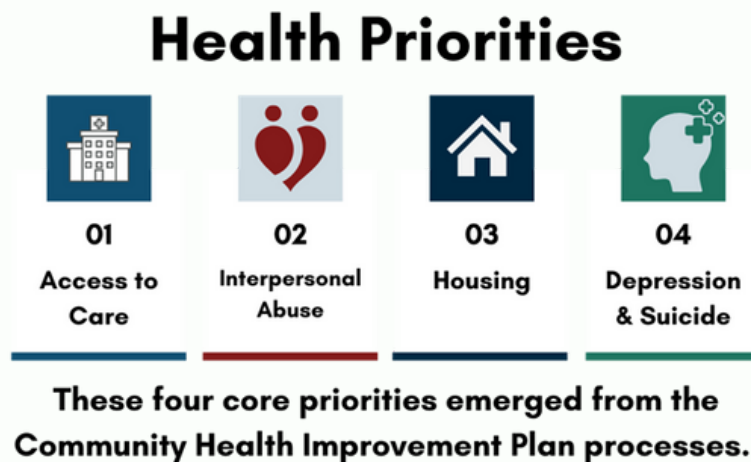 Health Priorities
01
Access to
Care
02
Interpersonal
Abuse
03
Housing
04
Depression
& Suicide
These four core priorities emerged from the
Community Health Improvement Plan processes.